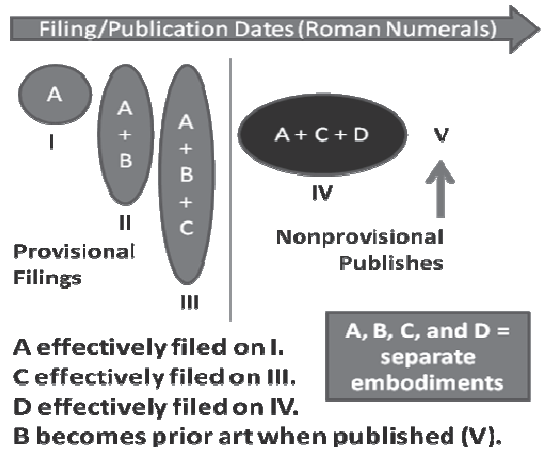 Filing/Publication Dates (Roman Numerals)
A
I
A
+
B
II
A
+
B
+
C
III
Provisional
Filings
A + C + D
IV
V
Nonprovisional
Publishes
A, B, C, and D =
separate
embodiments
A effectively filed on I.
C effectively filed on III.
D effectively filed on IV.
B becomes prior art when published (V).